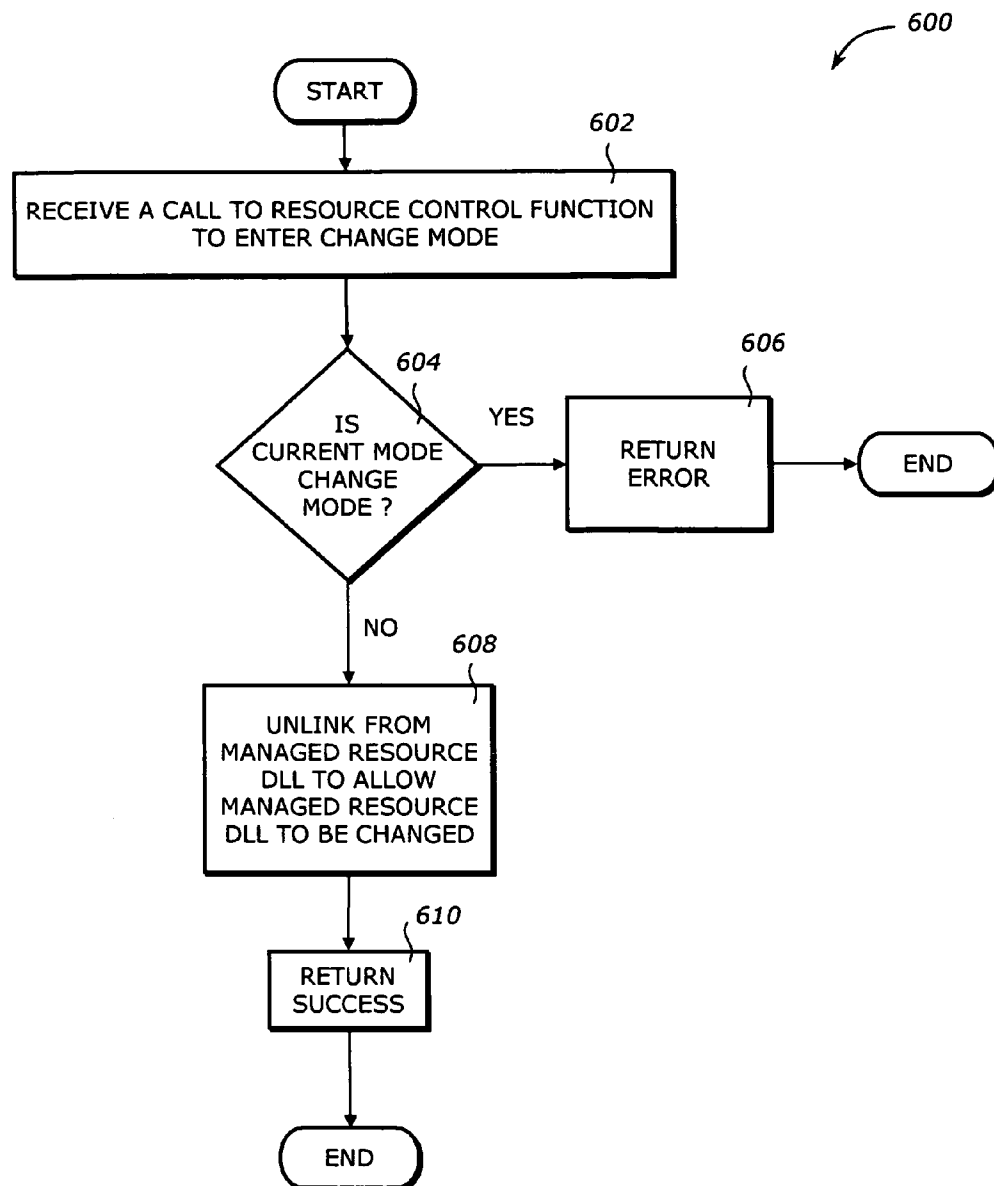 600
START
602
RECEIVE A CALL TO RESOURCE CONTROL FUNCTION
TO ENTER CHANGE MODE
604
IS
CURRENT MODE
CHANGE
MODE ?
YES
606
RETURN
ERROR
END
NO
608
UNLINK FROM
MANAGED RESOURCE
DLL TO ALLOW
MANAGED RESOURCE
DLL TO BE CHANGED
610
RETURN
SUCCESS
END